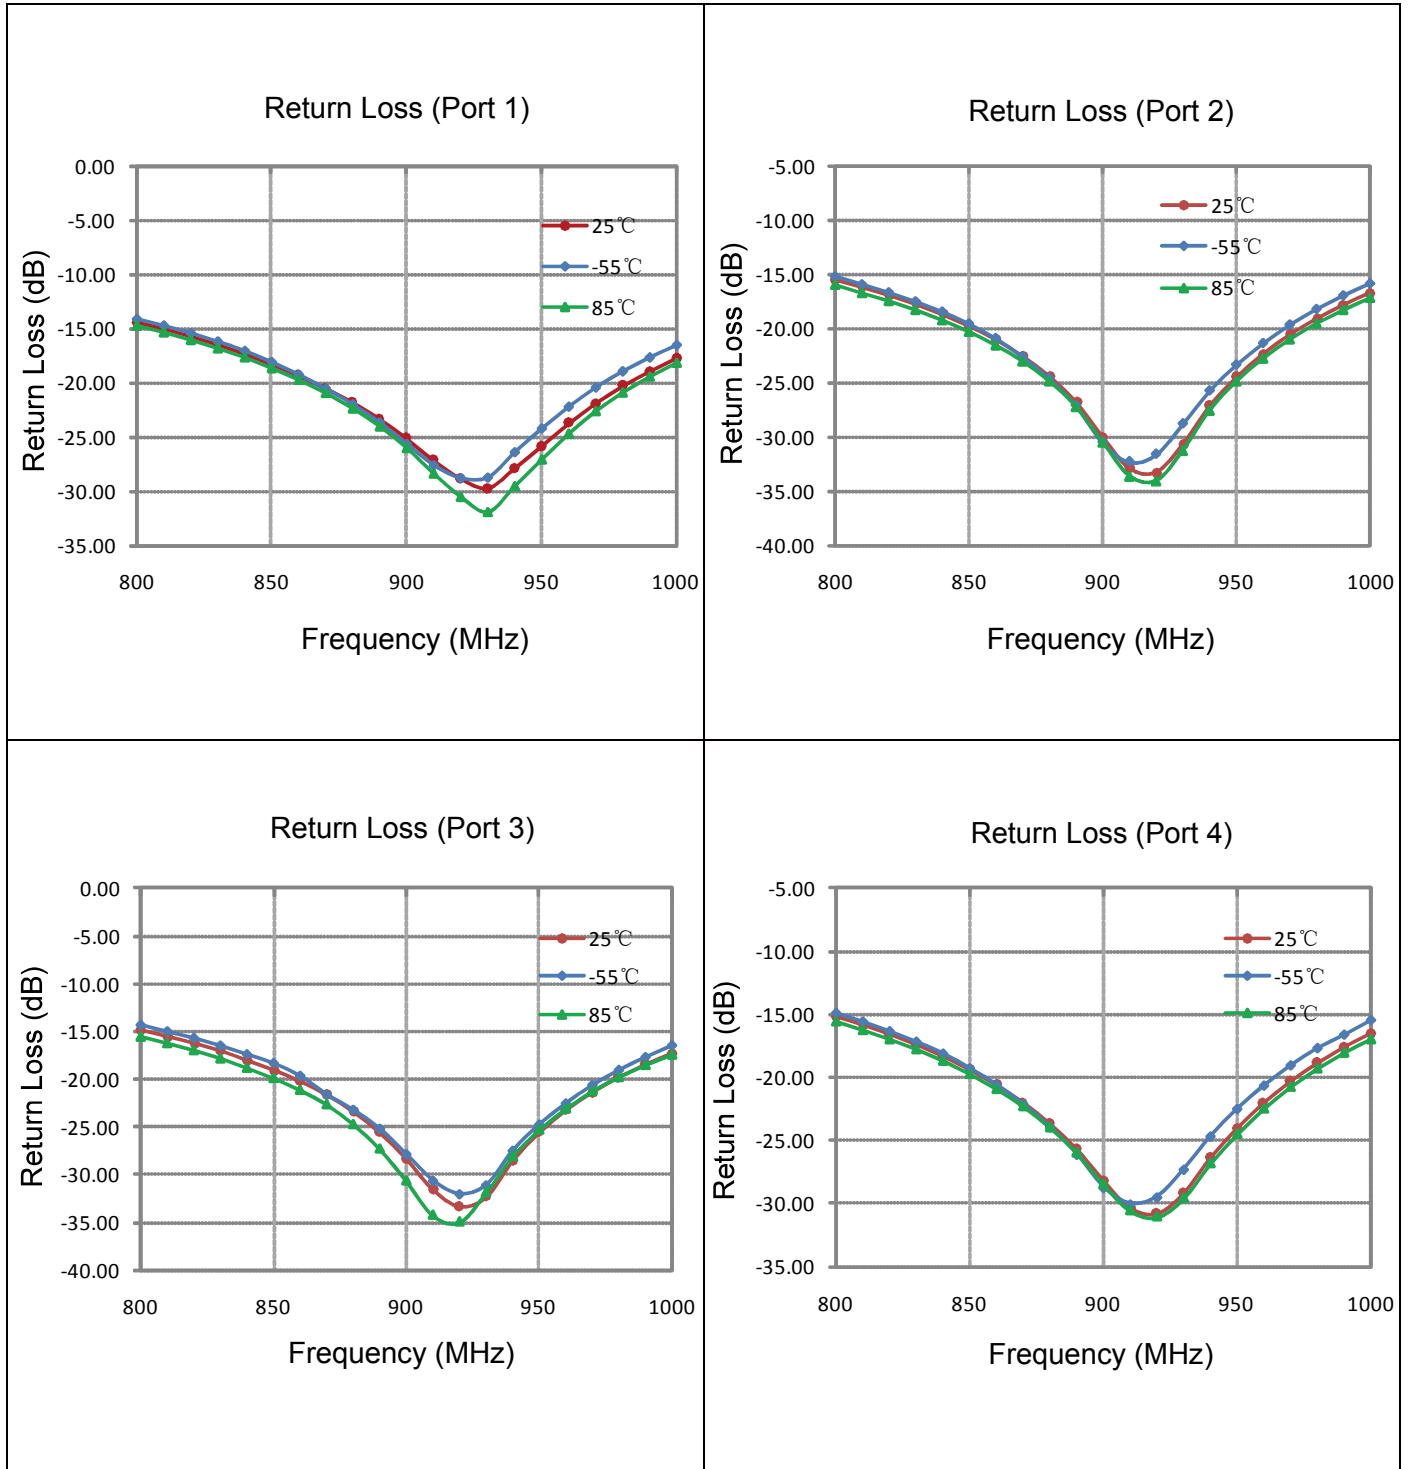 Return Loss (Port 1)
0.00
-5.00
-10.00
-15.00
-20.00
-25.00
-30.00
-35.00
Return Loss (dB)
25℃
-55℃
85℃
800 850 900 950 1000
Frequency (MHz)
Return Loss (Port 2)
-5.00
-10.00
-15.00
-20.00
-25.00
-30.00
-35.00
-40.00
Return Loss (dB)
25℃
-55℃
85℃
800 850 900 950 1000
Frequency (MHz)
Return Loss (Port 3)
0.00
-5.00
-10.00
-15.00
-20.00
-25.00
-30.00
-35.00
-40.00
Return Loss (dB)
25℃
-55℃
85℃
800 850 900 950 1000
Frequency (MHz)
Return Loss (Port 4)
-5.00
-10.00
-15.00
-20.00
-25.00
-30.00
-35.00
Return Loss (dB)
25℃
-55℃
85℃
800 850 900 950 1000
Frequency (MHz)